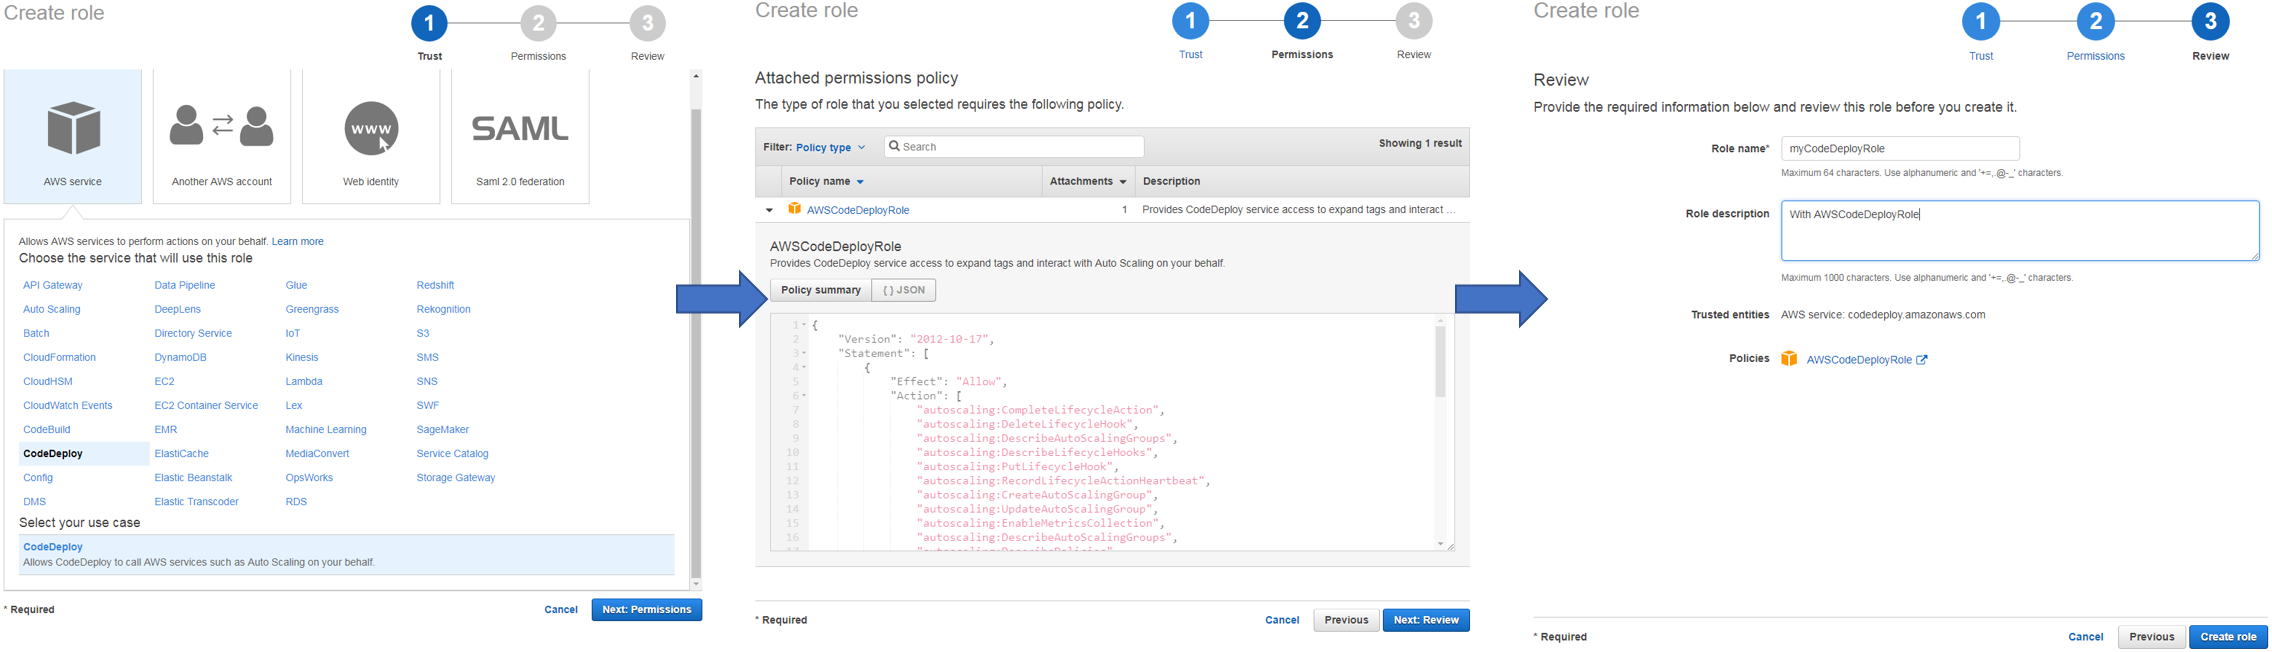 Create role
1
2
3
Trust
Permissions
Review
AWS service
Another AWS account
www
Web identity
SAML
Saml 2.0 federation
Allows AWS services to perform actions on your behalf. Learn more
Choose the service that will use this role
API Gateway
Data Pipeline
Glue
Redshift
Auto Scaling
DeepLens
Greengrass
Rekognition
Batch
Directory Service
IoT
S3
CloudFormation
DynamoDB
Kinesis
SMS
CloudHSM
EC2
Lambda
SNS
CloudWatch Events
EC2 Container Service
Lex
SWF
CodeBuild
EMR
Machine Learning
SageMaker
CodeDeploy
ElastiCache
MediaConvert
Service Catalog
Config
Elastic Beanstalk
OpsWorks
Storage Gateway
DMS
Elastic Transcoder
RDS
Select your use case
CodeDeploy
Allows CodeDeploy to call AWS services such as Auto Scaling on your behalf.
* Required
Cancel
Next: Permissions
Create role
1
2
3
Trust
Permissions
Review
Attached permissions policy
The type of role that you selected requires the following policy.
Filter: Policy type
Search
Showing 1 result
Policy name
Attachments
Description
AWSCodeDeployRole
1
Provides CodeDeploy service access to expand tags and interact ...
AWSCodeDeployRole
Provides CodeDeploy service access to expand tags and interact with Auto Scaling on your behalf.
Policy summary
{ } JSON
1 {
2 "Version": "2012-10-17",
3 "Statement": [
4 {
5 "Effect": "Allow",
6 "Action": [
7 "autoscaling:CompleteLifecycleAction",
8 "autoscaling:DeleteLifecycleHook",
9 "autoscaling:DescribeAutoScalingGroups",
10 "autoscaling:DescribeLifecycleHooks",
11 "autoscaling:PutLifecycleHook",
12 "autoscaling:RecordLifecycleActionHeartbeat",
13 "autoscaling:CreateAutoScalingGroup",
14 "autoscaling:UpdateAutoScalingGroup",
15 "autoscaling:EnableMetricsCollection",
16 "autoscaling:DescribeAutoScalingGroups",
* Required
Cancel
Previous
Next: Review
Create role
1
2
3
Trust
Permissions
Review
Review
Provide the required information below and review this role before you create it.
Role name*
myCodeDeployRole
Maximum 64 characters. Use alphanumeric and '+=,.@-_' characters.
Role description
With AWSCodeDeployRole
Maximum 1000 characters. Use alphanumeric and '+=,.@-_' characters.
Trusted entities
AWS service: codedeploy.amazonaws.com
Policies
AWSCodeDeployRole
* Required
Cancel
Previous
Create role